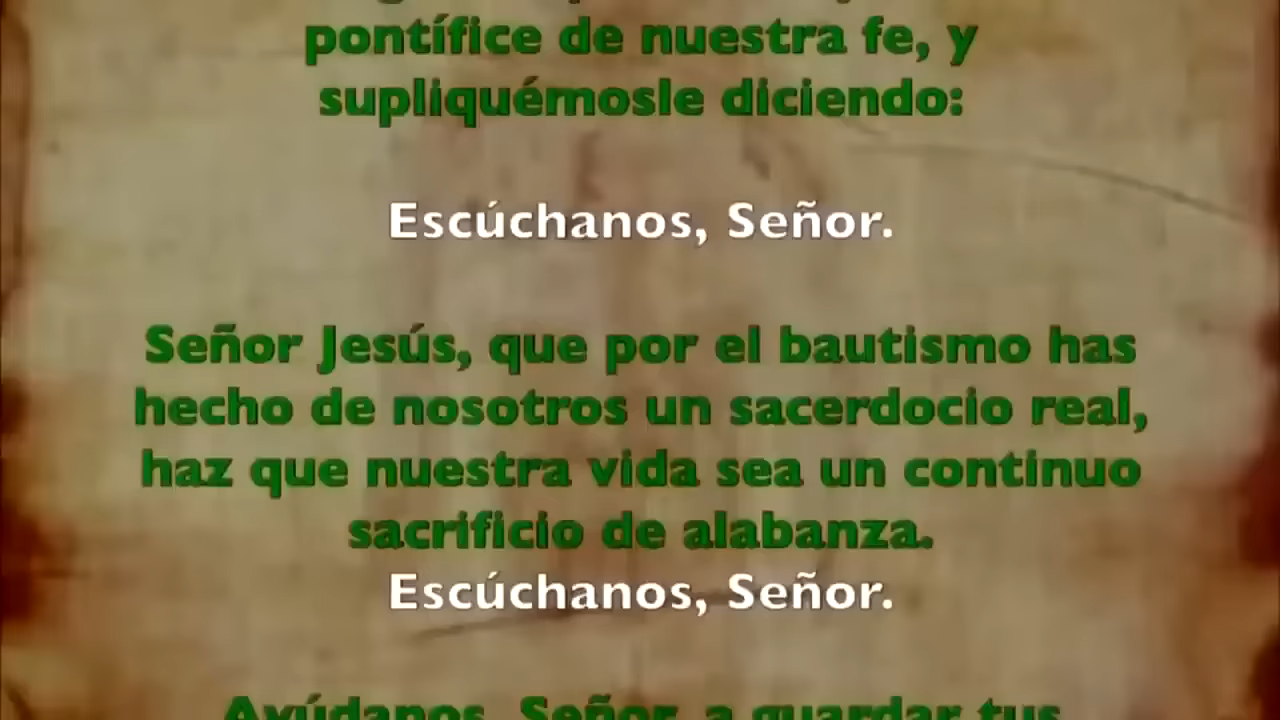 pontífice de nuestra fe, y
supliquémosle diciendo:
Escúchanos, Señor.
Señor Jesús, que por el bautismo has
hecho de nosotros un sacerdocio real,
haz que nuestra vida sea un continuo
sacrificio de alabanza.
Escúchanos, Señor.
Ayúdanos, Señor, a guardar tus